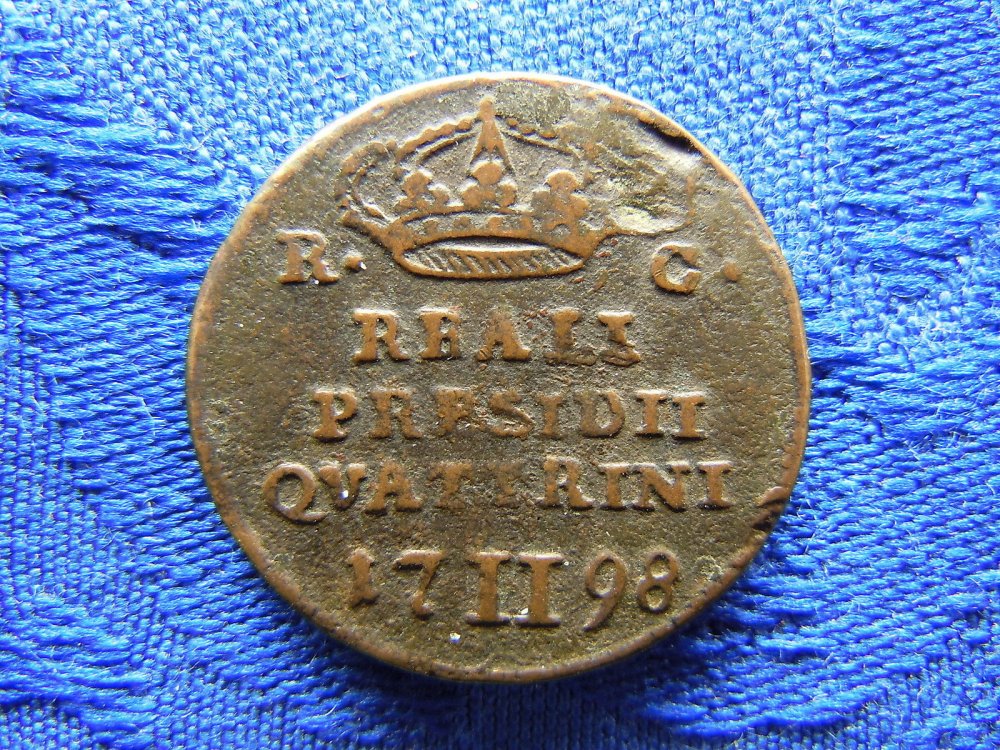 R. C.
REALI
PRESIDII
QVATTRINI
17 II 98